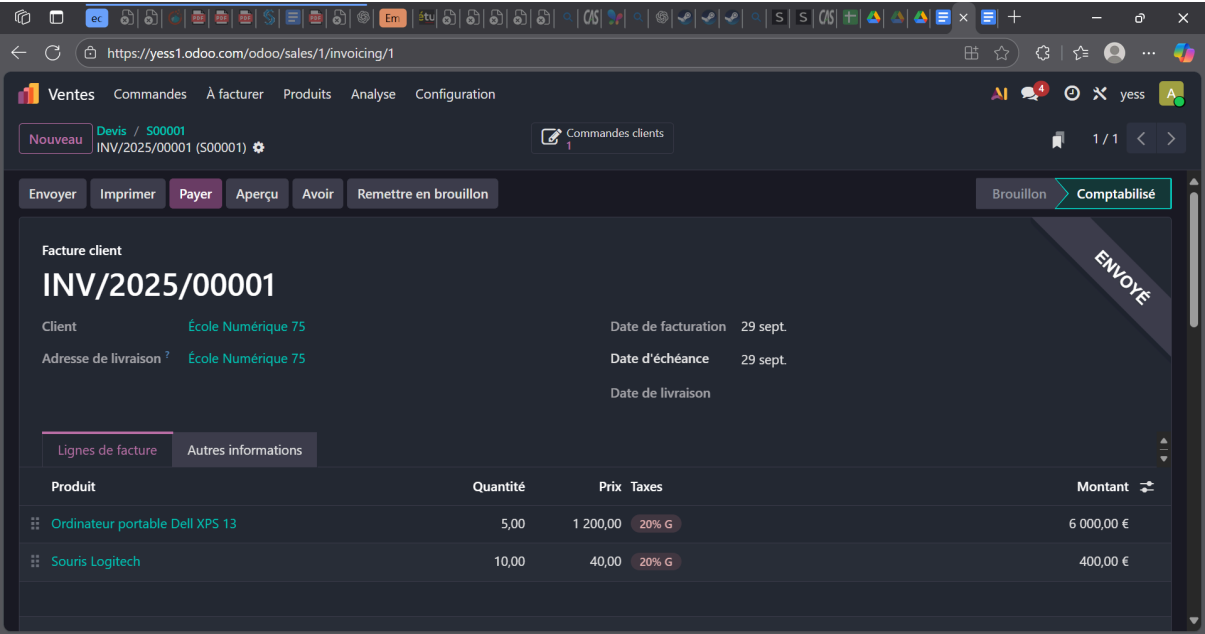 ec
Em
étu
https://yess1.odoo.com/odoo/sales/1/invoicing/1
Ventes Commandes À facturer Produits Analyse Configuration
AI 4 yess A
Nouveau
Devis / S00001
INV/2025/00001 (S00001)
Commandes clients
1
1 / 1
Envoyer Imprimer Payer Aperçu Avoir Remettre en brouillon
Brouillon Comptabilisé
ENVOYÉ
Facture client
INV/2025/00001
Client École Numérique 75
Date de facturation 29 sept.
Adresse de livraison ? École Numérique 75
Date d'échéance 29 sept.
Date de livraison
Lignes de facture Autres informations
Produit Quantité Prix Taxes Montant
Ordinateur portable Dell XPS 13 5,00 1 200,00 20% G 6 000,00 €
Souris Logitech 10,00 40,00 20% G 400,00 €